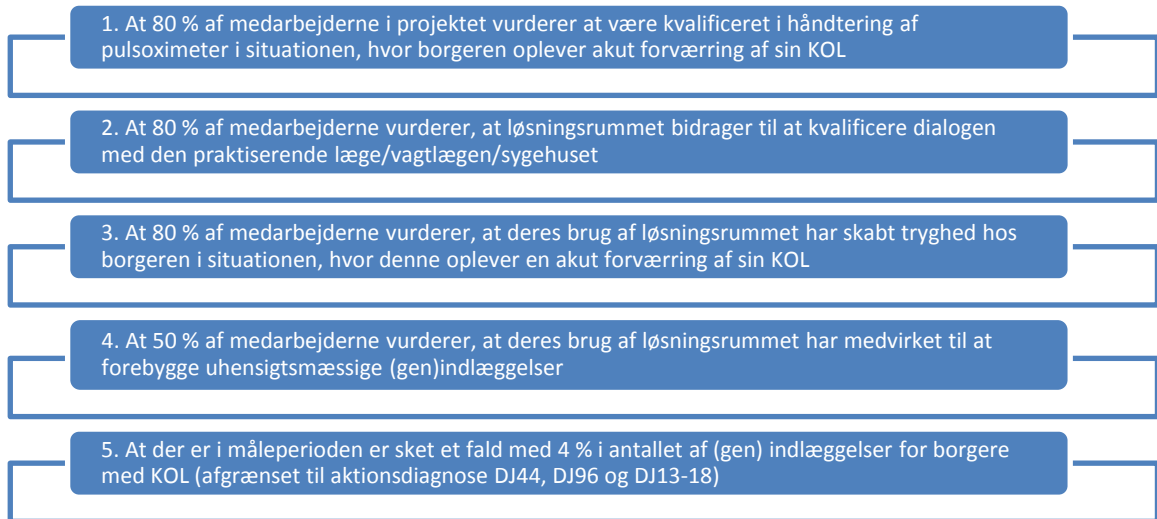 1. At 80 % af medarbejderne i projektet vurderer at være kvalificeret i håndtering af
pulsoximeter i situationen, hvor borgeren oplever akut forværring af sin KOL
2. At 80 % af medarbejderne vurderer, at løsningsrummet bidrager til at kvalificere dialogen
med den praktiserende læge/vagtlægen/sygehuset
3. At 80 % af medarbejderne vurderer, at deres brug af løsningsrummet har skabt tryghed hos
borgeren i situationen, hvor denne oplever en akut forværring af sin KOL
4. At 50 % af medarbejderne vurderer, at deres brug af løsningsrummet har medvirket til at
forebygge uhensigtsmæssige (gen)indlæggelser
5. At der er i måleperioden er sket et fald med 4 % i antallet af (gen) indlæggelser for borgere
med KOL (afgrænset til aktionsdiagnose DJ44, DJ96 og DJ13-18)